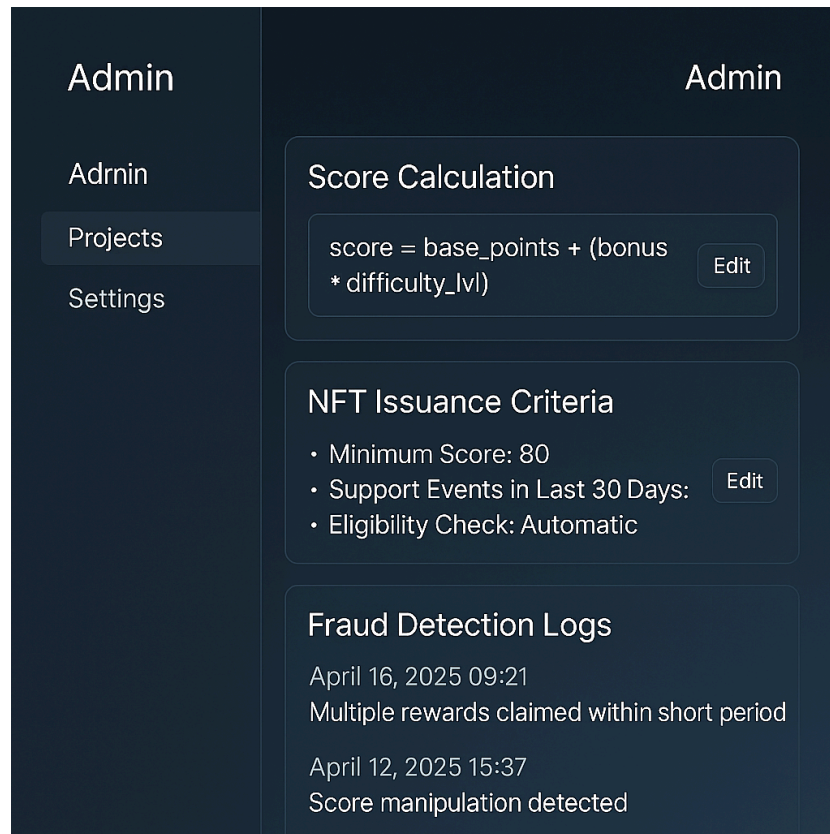 Admin
Admin
Adrnin
Projects
Settings
Score Calculation
score = base_points + (bonus
* difficulty_lvl)
Edit
NFT Issuance Criteria
• Minimum Score: 80
• Support Events in Last 30 Days:
• Eligibility Check: Automatic
Edit
Fraud Detection Logs
April 16, 2025 09:21
Multiple rewards claimed within short period
April 12, 2025 15:37
Score manipulation detected